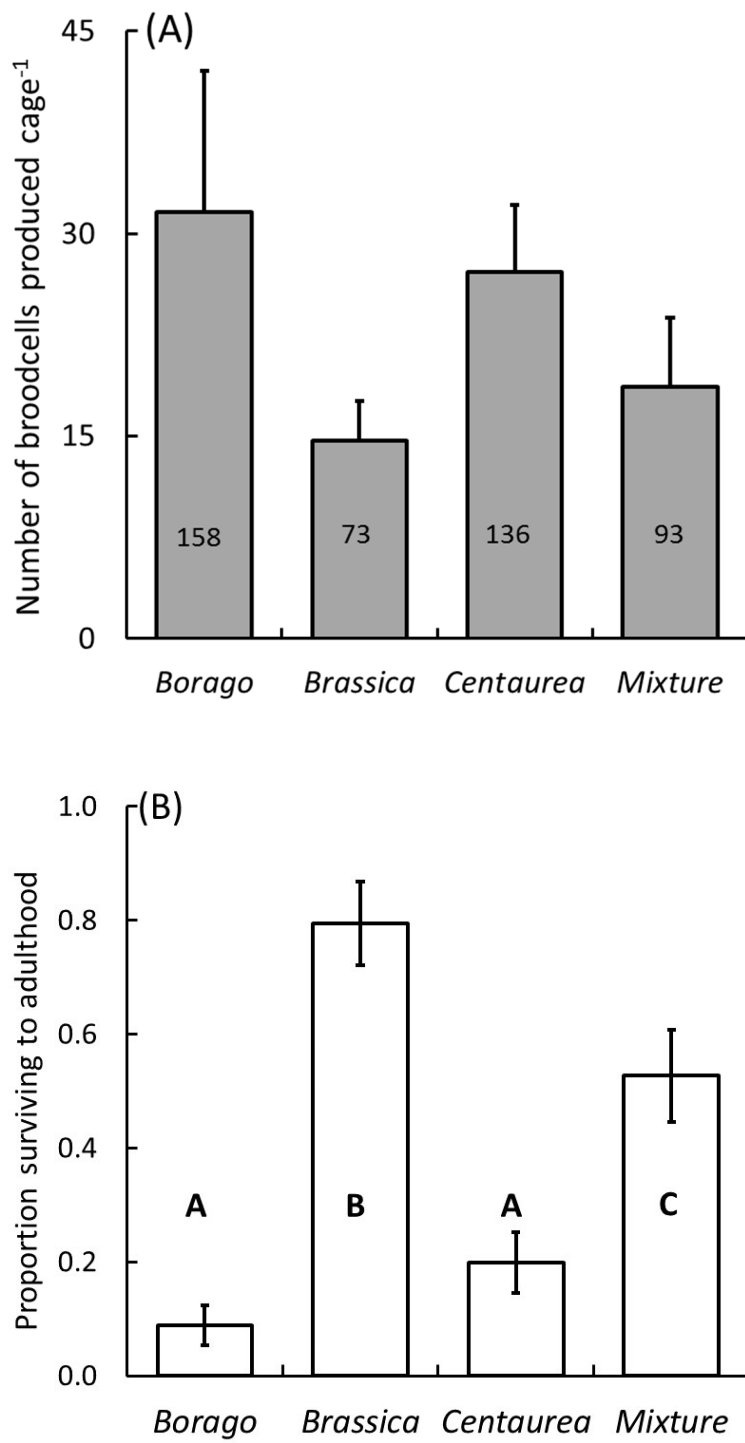 (A)
Number of broodcells produced cage⁻¹
45
30
15
0
158
73
136
93
Borago Brassica Centaurea Mixture
(B)
Proportion surviving to adulthood
1.0
0.8
0.6
0.4
0.2
0.0
A
B
A
C
Borago Brassica Centaurea Mixture